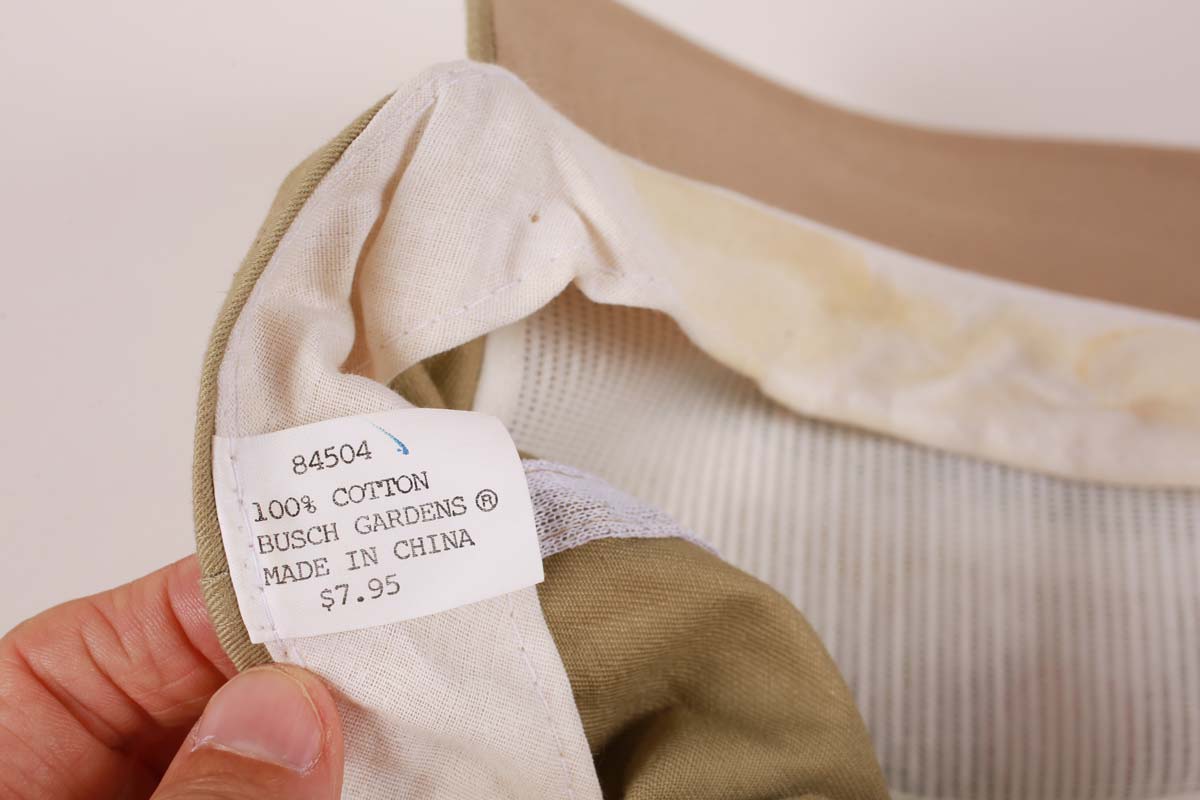 84504
100% COTTON
BUSCH GARDENS ®
MADE IN CHINA
$7.95